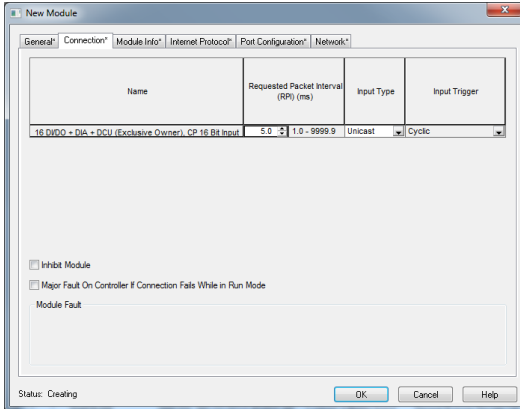 New Module
General* Connection* Module Info* Internet Protocol* Port Configuration* Network*
Name Requested Packet Interval (RPI) (ms) Input Type Input Trigger
16 DI/DO + DIA + DCU (Exclusive Owner), CP 16 Bit Input 5.0 1.0 - 9999.9 Unicast Cyclic
Inhibit Module
Major Fault On Controller If Connection Fails While in Run Mode
Module Fault
Status: Creating OK Cancel Help